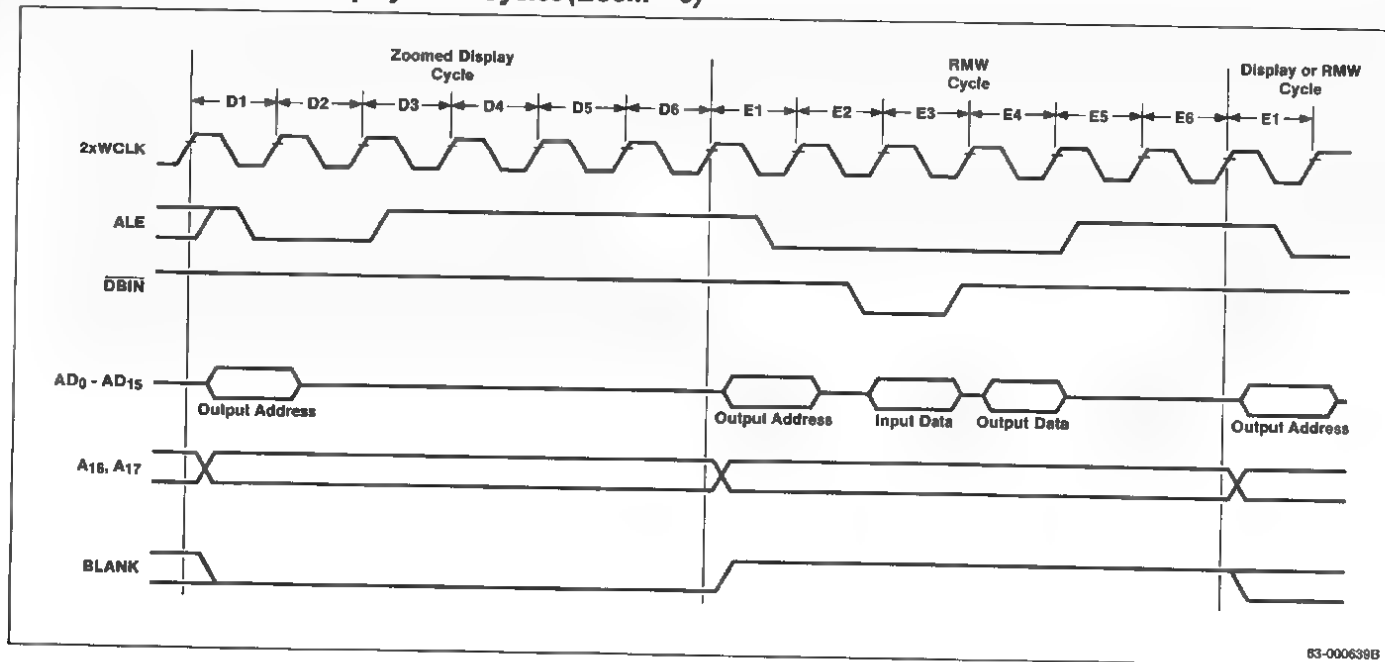 Zoomed Display
Cycle
RMW
Cycle
Display or RMW
Cycle
D1 D2 D3 D4 D5 D6 E1 E2 E3 E4 E5 E6 E1
2xWCLK
ALE
DBIN
AD0 - AD15
Output Address Output Address Input Data Output Data Output Address
A16, A17
BLANK
83-000639B